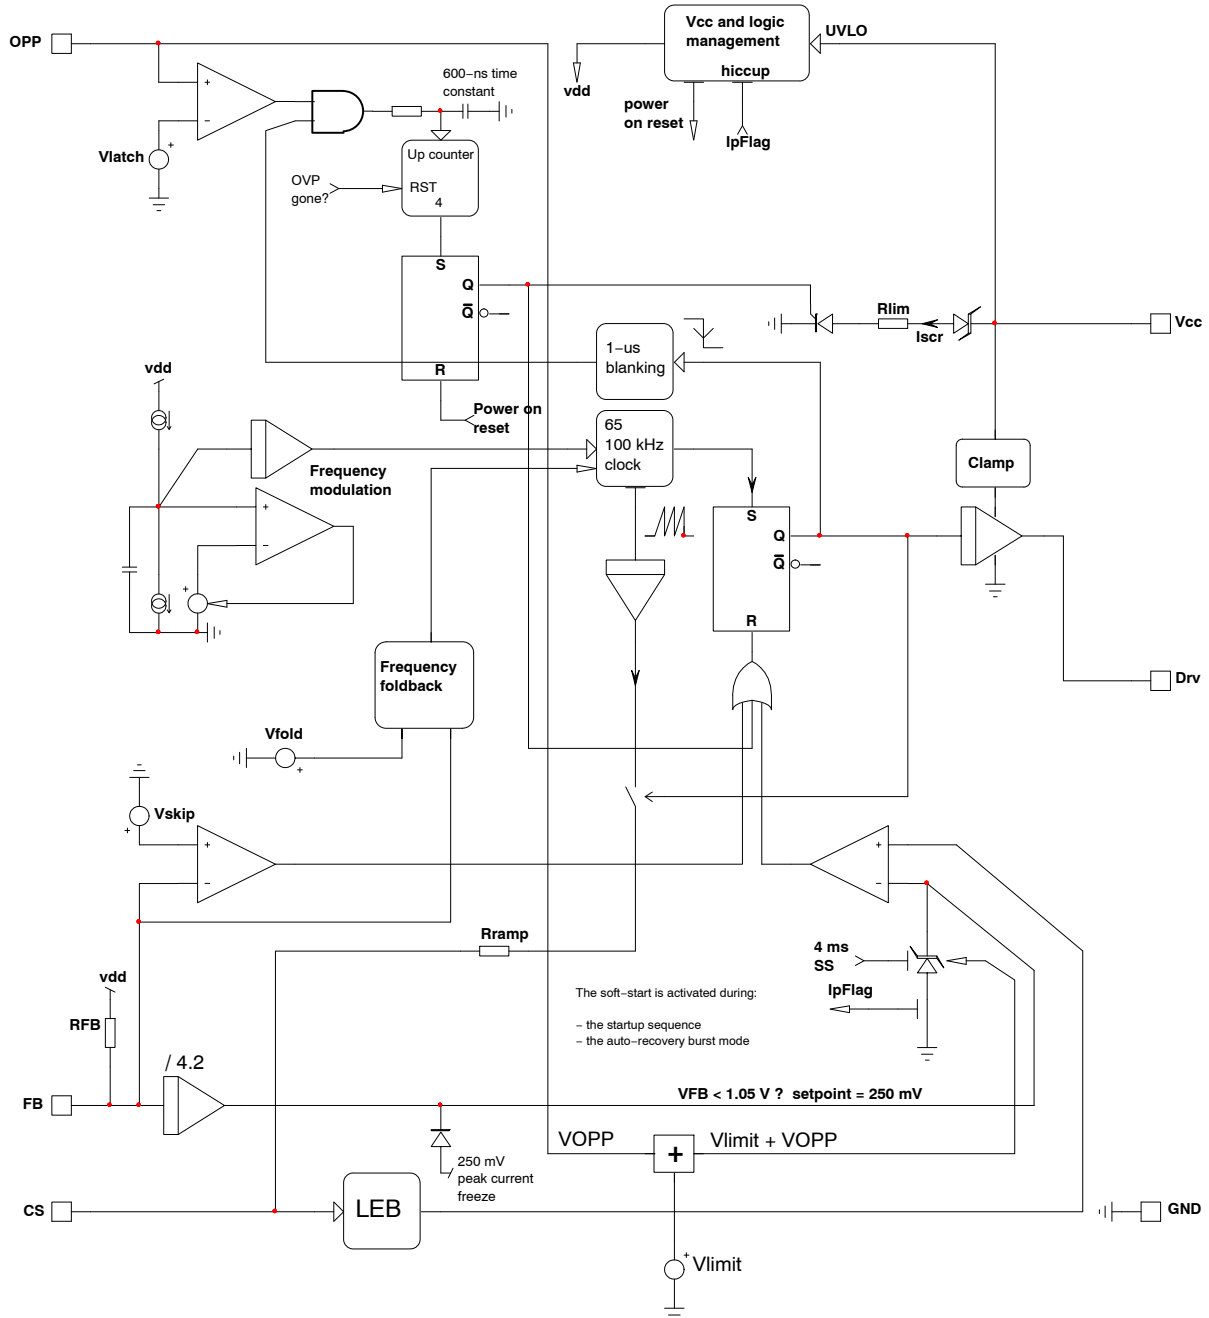 OPP
Vcc and logic
management
UVLO
hiccup
600−ns time
constant
vdd
power
on reset
IpFlag
+
−
Vlatch
+
Up counter
OVP
gone?
RST
4
S
Q
Q
R
Rlim
Iscr
Vcc
1−us
blanking
vdd
Power on
reset
65
100 kHz
clock
Clamp
Frequency
modulation
+
−
+
S
Q
Q
R
Frequency
foldback
Drv
Vfold
+
Vskip
+
+
−
+
−
Rramp
4 ms
SS
IpFlag
vdd
RFB
The soft−start is activated during:
− the startup sequence
− the auto−recovery burst mode
/ 4.2
FB
VFB < 1.05 V ? setpoint = 250 mV
250 mV
peak current
freeze
VOPP
+
Vlimit + VOPP
CS
LEB
GND
+
Vlimit